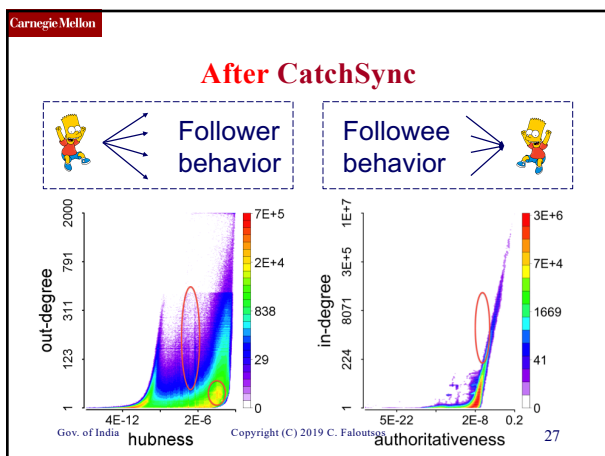 Carnegie Mellon
After CatchSync
Follower
behavior
Followee
behavior
out-degree
2000
791
311
123
1
4E-12
2E-6
hubness
7E+5
2E+4
838
29
0
in-degree
1E+7
3E+5
8071
224
1
5E-22
2E-8
0.2
authoritativeness
3E+6
7E+4
1669
41
0
Gov. of India
Copyright (C) 2019 C. Faloutsos
27